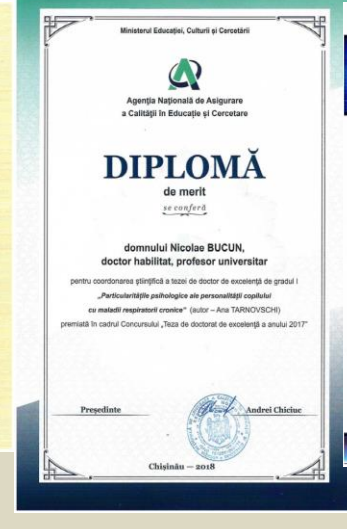 Ministerul Educației, Culturii și Cercetării
Agenția Națională de Asigurare
a Calității în Educație și Cercetare
DIPLOMĂ
de merit
se conferă
domnului Nicolae BUCUN,
doctor habilitat, profesor universitar
pentru coordonarea științifică a tezei de doctor de excelență de gradul I
„Particularitățile psihologice ale personalității copilului
cu maladii respiratorii cronice" (autor – Ana TARNOVSCHI)
premiată în cadrul Concursului „Teza de doctorat de excelență a anului 2017"
Președinte
Andrei Chiciuc
Chișinău — 2018